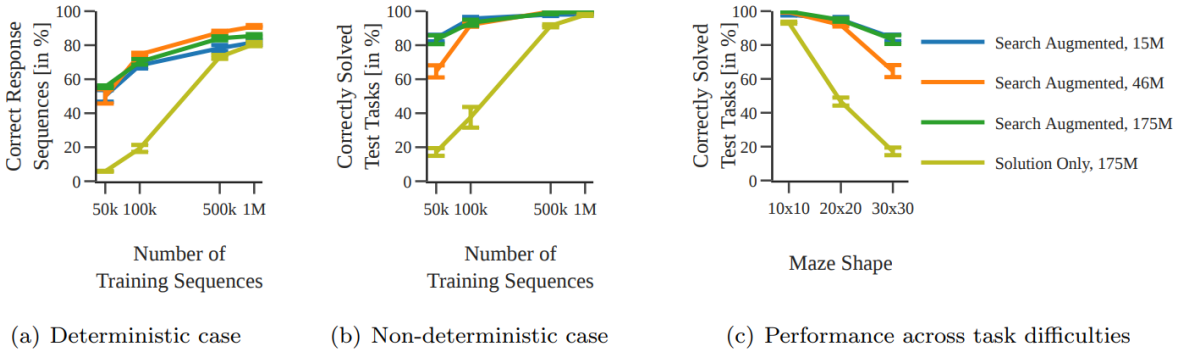 Correct Response
Sequences [in %]
100
80
60
40
20
0
50k 100k 500k 1M
Number of
Training Sequences
(a) Deterministic case
Correctly Solved
Test Tasks [in %]
100
80
60
40
20
0
50k 100k 500k 1M
Number of
Training Sequences
(b) Non-deterministic case
Correctly Solved
Test Tasks [in %]
100
80
60
40
20
0
10x10 20x20 30x30
Maze Shape
Search Augmented, 15M
Search Augmented, 46M
Search Augmented, 175M
Solution Only, 175M
(c) Performance across task difficulties